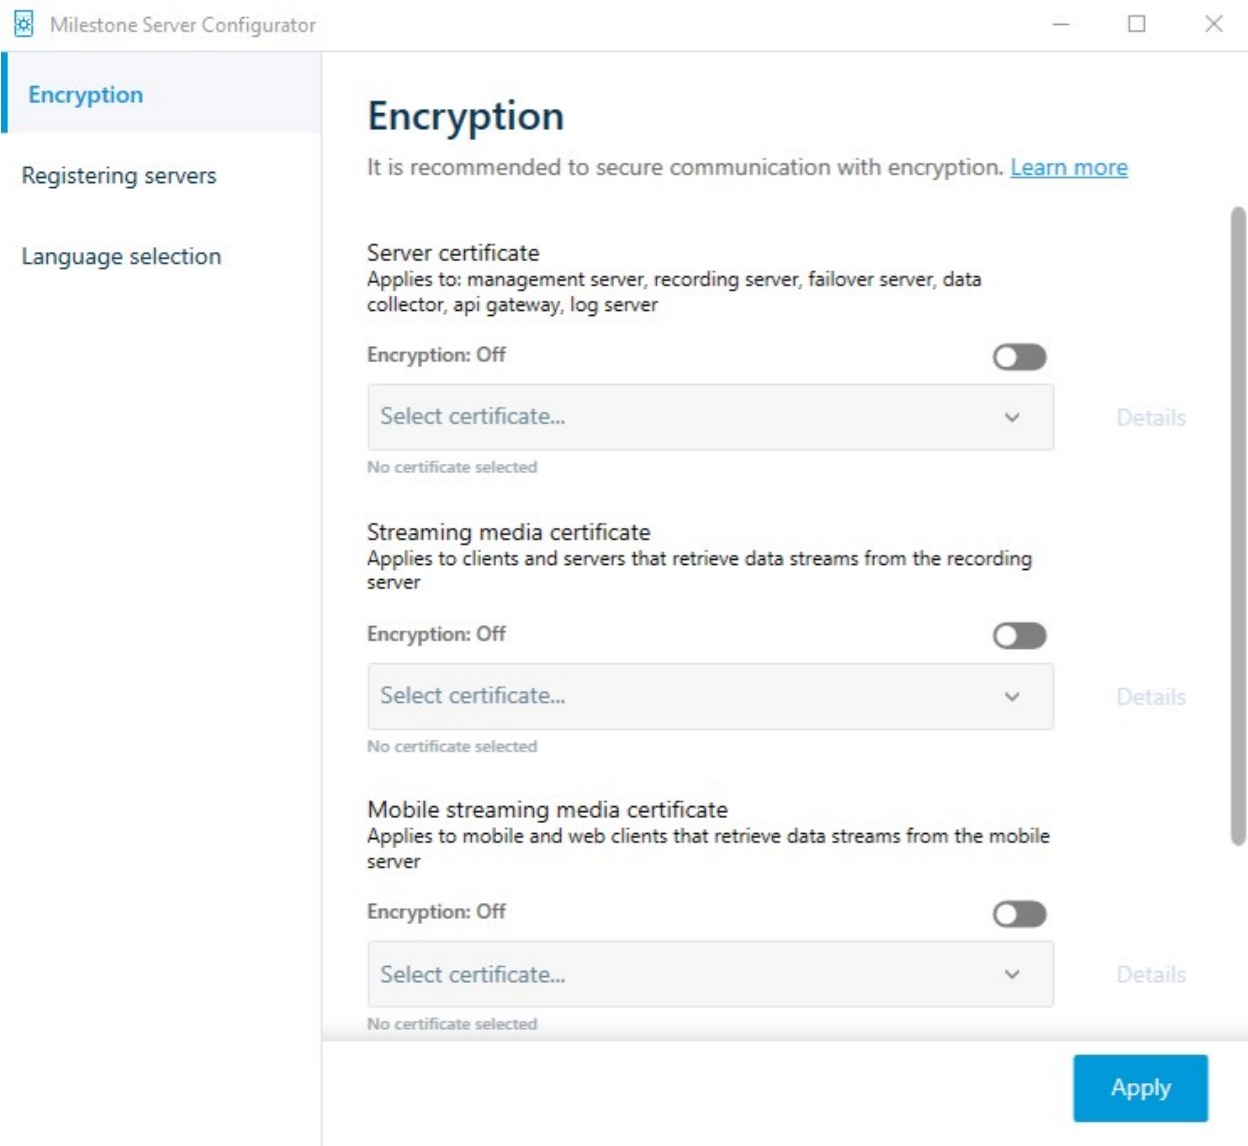 Milestone Server Configurator
Encryption
Registering servers
Language selection
Encryption
It is recommended to secure communication with encryption. Learn more
Server certificate
Applies to: management server, recording server, failover server, data
collector, api gateway, log server
Encryption: Off
Select certificate...
Details
No certificate selected
Streaming media certificate
Applies to clients and servers that retrieve data streams from the recording
server
Encryption: Off
Select certificate...
Details
No certificate selected
Mobile streaming media certificate
Applies to mobile and web clients that retrieve data streams from the mobile
server
Encryption: Off
Select certificate...
Details
No certificate selected
Apply